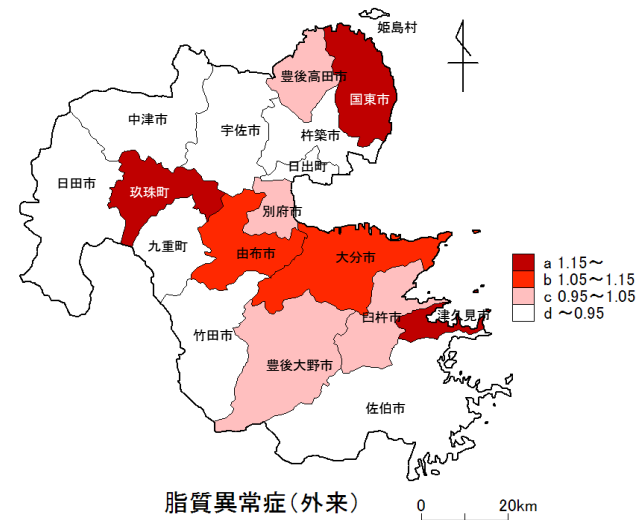 姫島村
豊後高田市
国東市
中津市
宇佐市
杵築市
日出町
日田市
玖珠町
別府市
九重町
由布市
大分市
a 1.15～
b 1.05～1.15
c 0.95～1.05
d ～0.95
臼杵市
津久見市
竹田市
豊後大野市
佐伯市
脂質異常症（外来）
0 20km